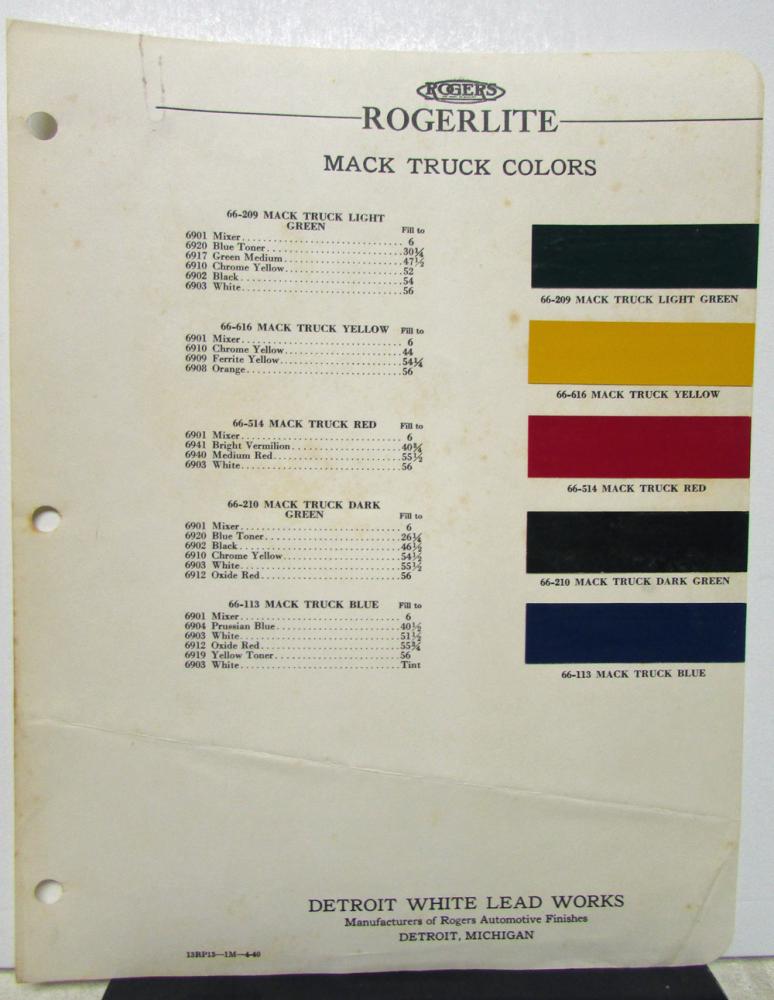 ROGERS
ROGERLITE
MACK TRUCK COLORS
66-209 MACK TRUCK LIGHT
GREEN Fill to
6901 Mixer................................6
6920 Blue Toner...........................30¼
6917 Green Medium........................47½
6910 Chrome Yellow.......................52
6902 Black................................54
6903 White................................56
66-209 MACK TRUCK LIGHT GREEN
66-616 MACK TRUCK YELLOW Fill to
6901 Mixer................................6
6910 Chrome Yellow.......................44
6909 Ferrite Yellow.......................54¾
6908 Orange...............................56
66-616 MACK TRUCK YELLOW
66-514 MACK TRUCK RED Fill to
6901 Mixer................................6
6941 Bright Vermilion.....................40¾
6940 Medium Red..........................55½
6903 White................................56
66-514 MACK TRUCK RED
66-210 MACK TRUCK DARK
GREEN Fill to
6901 Mixer................................6
6920 Blue Toner...........................26¼
6902 Black................................46½
6910 Chrome Yellow.......................54½
6903 White................................55½
6912 Oxide Red............................56
66-210 MACK TRUCK DARK GREEN
66-113 MACK TRUCK BLUE Fill to
6901 Mixer................................6
6904 Prussian Blue........................40½
6903 White................................51½
6912 Oxide Red............................55¾
6919 Yellow Toner.........................56
6903 White................................Tint
66-113 MACK TRUCK BLUE
DETROIT WHITE LEAD WORKS
Manufacturers of Rogers Automotive Finishes
DETROIT, MICHIGAN
13RP13—1M—4-40